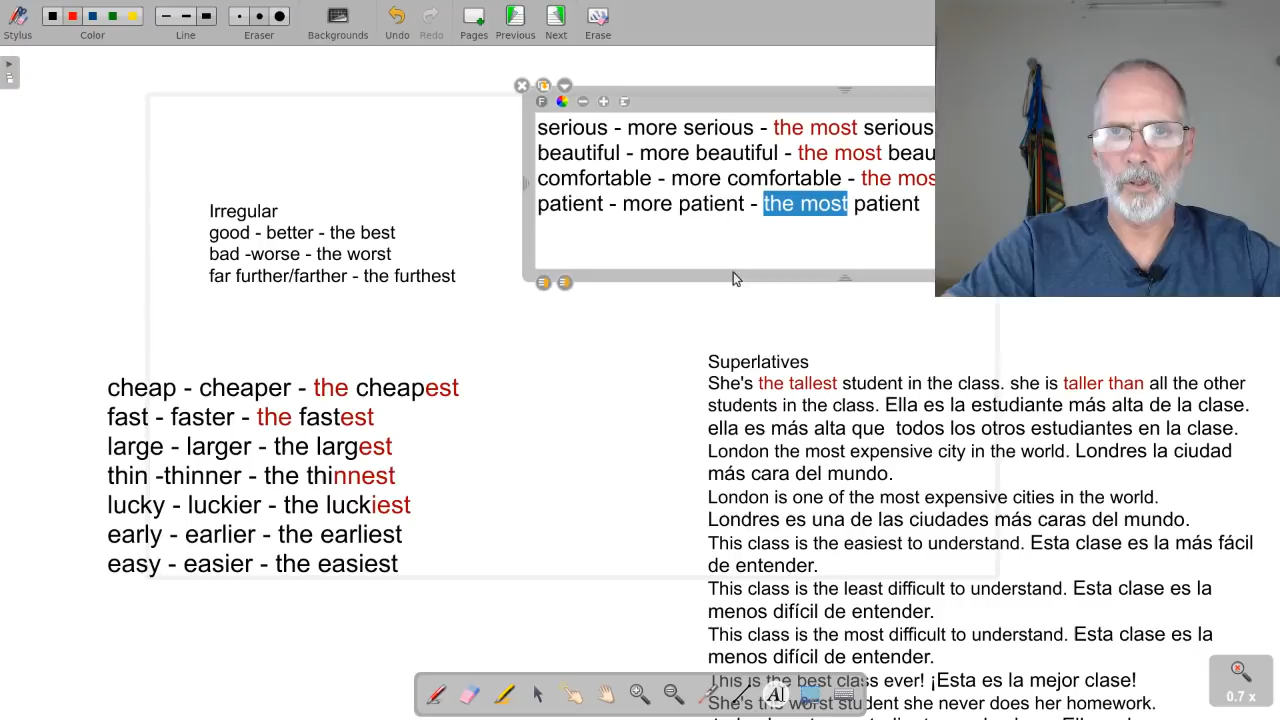 Stylus
Color
Line
Eraser
Backgrounds
Undo
Redo
Pages
Previous
Next
Erase
F
serious - more serious - the most serious
beautiful - more beautiful - the most beau
comfortable - more comfortable - the mos
patient - more patient - the most patient
Irregular
good - better - the best
bad -worse - the worst
far further/farther - the furthest
cheap - cheaper - the cheapest
fast - faster - the fastest
large - larger - the largest
thin -thinner - the thinnest
lucky - luckier - the luckiest
early - earlier - the earliest
easy - easier - the easiest
Superlatives
She's the tallest student in the class. she is taller than all the other
students in the class. Ella es la estudiante más alta de la clase.
ella es más alta que todos los otros estudiantes en la clase.
London the most expensive city in the world. Londres la ciudad
más cara del mundo.
London is one of the most expensive cities in the world.
Londres es una de las ciudades más caras del mundo.
This class is the easiest to understand. Esta clase es la más fácil
de entender.
This class is the least difficult to understand. Esta clase es la
menos difícil de entender.
This class is the most difficult to understand. Esta clase es la
menos difícil de entender.
This is the best class ever! ¡Esta es la mejor clase!
She's the worst student she never does her homework.
AI
0.7 x